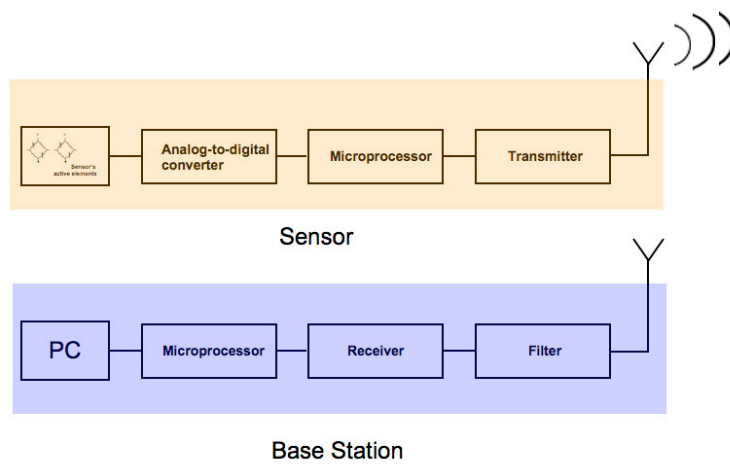 Sensor's
active elements
Analog-to-digital
converter
Microprocessor
Transmitter
Sensor
PC
Microprocessor
Receiver
Filter
Base Station